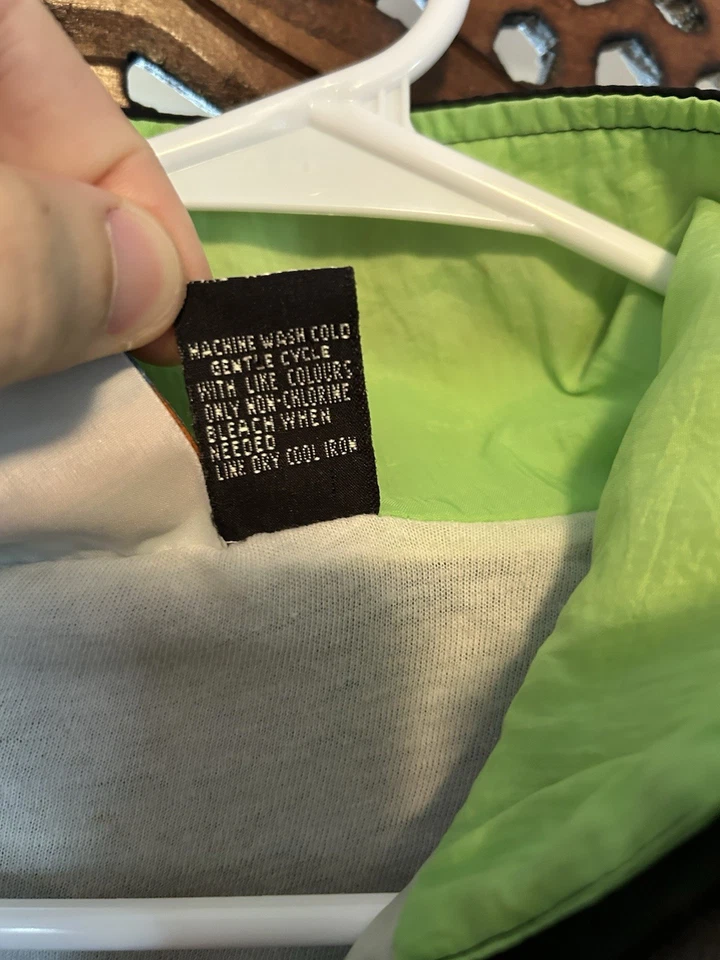 MACHINE WASH COLD
GENTLE CYCLE
WITH LIKE COLOURS
ONLY NON-CHLORINE
BLEACH WHEN
NEEDED
LINE DRY COOL IRON